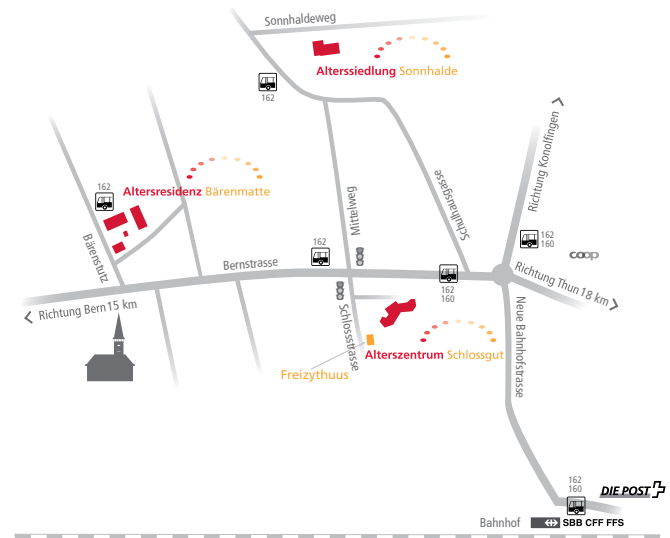 Sonnhaldeweg
Alterssiedlung Sonnhalde
162
Richtung Konolfingen
162
Altersresidenz Bärenmatte
Mittelweg
Schulhausgasse
Bärenstutz
162
160
coop
162
Bernstrasse
Richtung Thun 18 km
162
160
Richtung Bern 15 km
Schlossstrasse
Neue Bahnhofstrasse
Alterszentrum Schlossgut
Freizythuus
162
160
DIE POST
Bahnhof
SBB CFF FFS